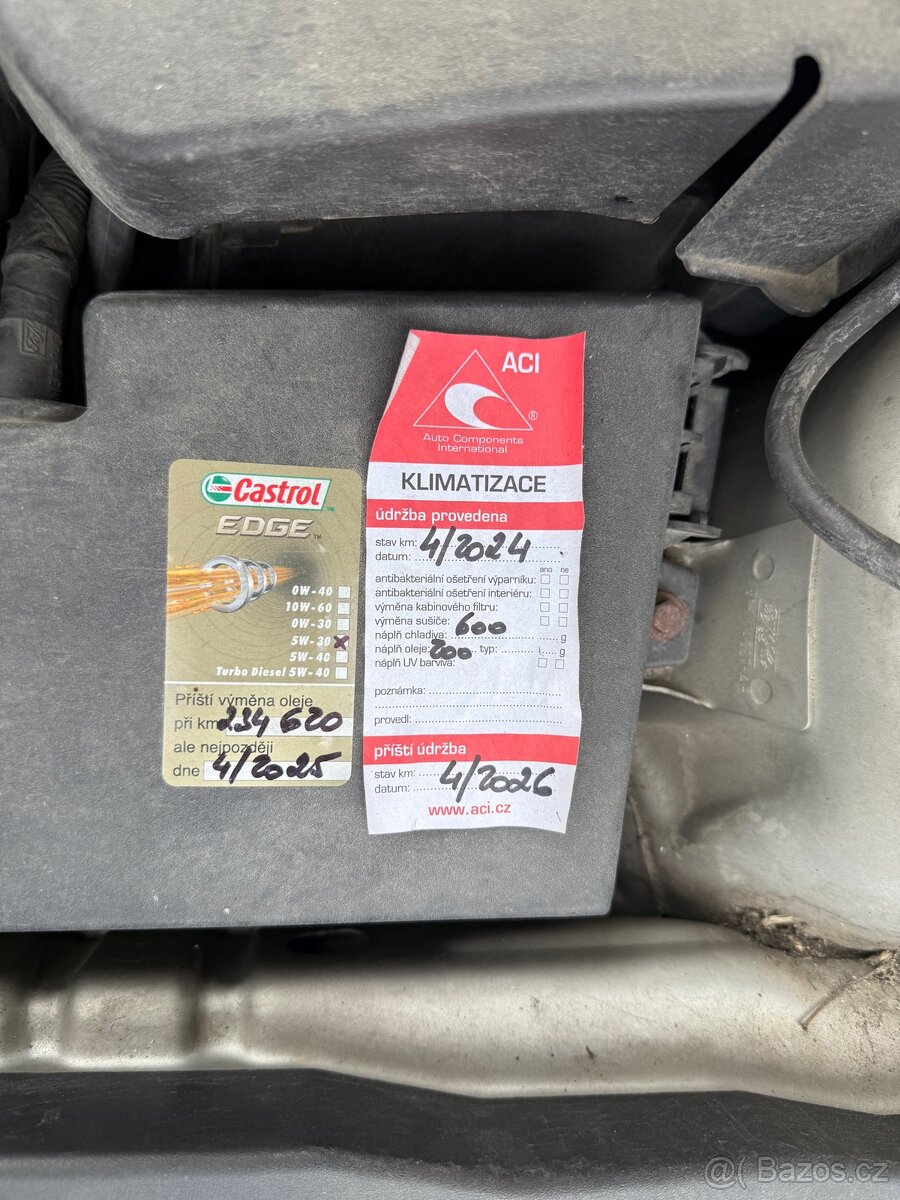 Castrol
EDGE
0W-40
10W-60
0W-30
5W-30 x
5W-40
Turbo Diesel 5W-40
Příští výměna oleje
při km 234 620
ale nejpozději
dne 4/2025
ACI
®
Auto Components
International
KLIMATIZACE
údržba provedena
stav km:
datum: 4/2024
ano ne
antibakteriální ošetření výparníku:
antibakteriální ošetření interiéru:
výměna kabinového filtru:
výměna sušiče:
náplň chladiva: 600 g
náplň oleje: 200 typ: g
náplň UV barviva:
poznámka:
provedl:
příští údržba
stav km:
datum: 4/2026
www.aci.cz
@( Bazos.cz